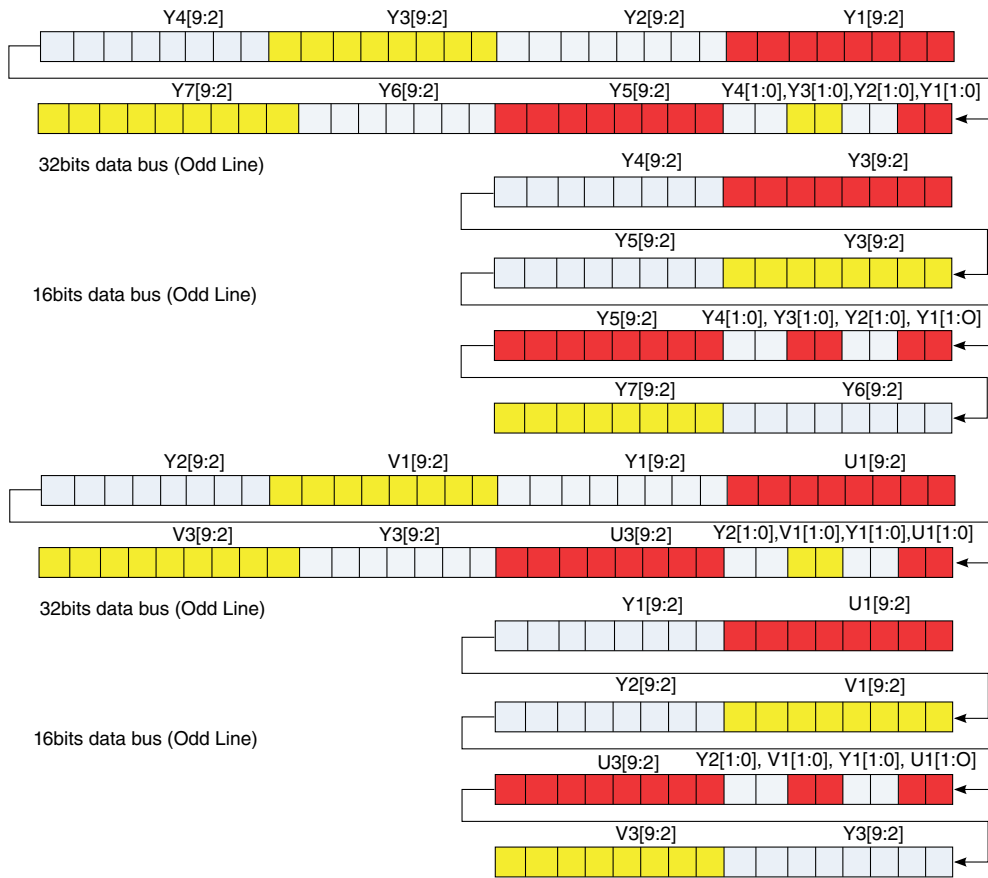 Y4[9:2] Y3[9:2] Y2[9:2] Y1[9:2]
Y7[9:2] Y6[9:2] Y5[9:2] Y4[1:0],Y3[1:0],Y2[1:0],Y1[1:0]
32bits data bus (Odd Line)
Y4[9:2] Y3[9:2]
Y5[9:2] Y3[9:2]
16bits data bus (Odd Line)
Y5[9:2] Y4[1:0], Y3[1:0], Y2[1:0], Y1[1:O]
Y7[9:2] Y6[9:2]
Y2[9:2] V1[9:2] Y1[9:2] U1[9:2]
V3[9:2] Y3[9:2] U3[9:2] Y2[1:0],V1[1:0],Y1[1:0],U1[1:0]
32bits data bus (Odd Line)
Y1[9:2] U1[9:2]
Y2[9:2] V1[9:2]
16bits data bus (Odd Line)
U3[9:2] Y2[1:0], V1[1:0], Y1[1:0], U1[1:O]
V3[9:2] Y3[9:2]